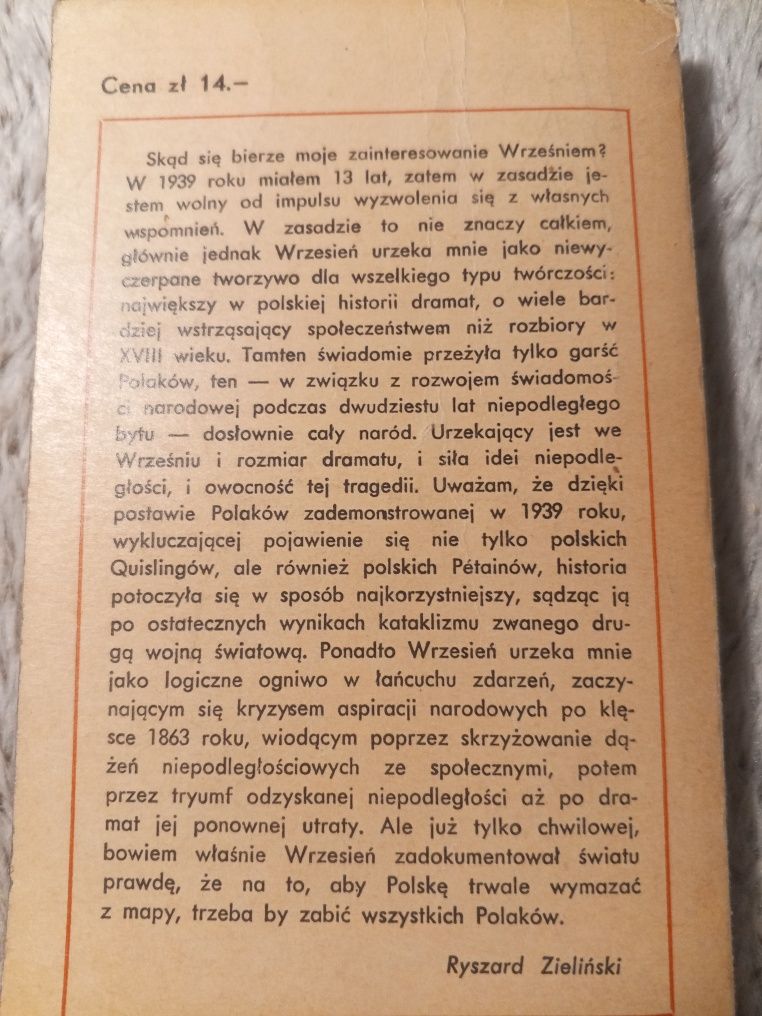 Cena zł 14.—
Skąd się bierze moje zainteresowanie Wrześniem?
W 1939 roku miałem 13 lat, zatem w zasadzie je-
stem wolny od impulsu wyzwolenia się z własnych
wspomnień. W zasadzie to nie znaczy całkiem,
głównie jednak Wrzesień urzeka mnie jako niewy-
czerpane tworzywo dla wszelkiego typu twórczości:
największy w polskiej historii dramat, o wiele bar-
dziej wstrząsający społeczeństwem niż rozbiory w
XVIII wieku. Tamten świadomie przeżyła tylko garść
Polaków, ten — w związku z rozwojem świadomoś-
ci narodowej podczas dwudziestu lat niepodległego
bytu — dosłownie cały naród. Urzekający jest we
Wrześniu i rozmiar dramatu, i siła idei niepodle-
głości, i owocność tej tragedii. Uważam, że dzięki
postawie Polaków zademonstrowanej w 1939 roku,
wykluczającej pojawienie się nie tylko polskich
Quislingów, ale również polskich Pétainów, historia
potoczyła się w sposób najkorzystniejszy, sądząc ją
po ostatecznych wynikach kataklizmu zwanego dru-
gą wojną światową. Ponadto Wrzesień urzeka mnie
jako logiczne ogniwo w łańcuchu zdarzeń, zaczy-
nającym się kryzysem aspiracji narodowych po klę-
sce 1863 roku, wiodącym poprzez skrzyżowanie dą-
żeń niepodległościowych ze społecznymi, potem
przez tryumf odzyskanej niepodległości aż po dra-
mat jej ponownej utraty. Ale już tylko chwilowej,
bowiem właśnie Wrzesień zadokumentował światu
prawdę, że na to, aby Polskę trwale wymazać
z mapy, trzeba by zabić wszystkich Polaków.
Ryszard Zieliński